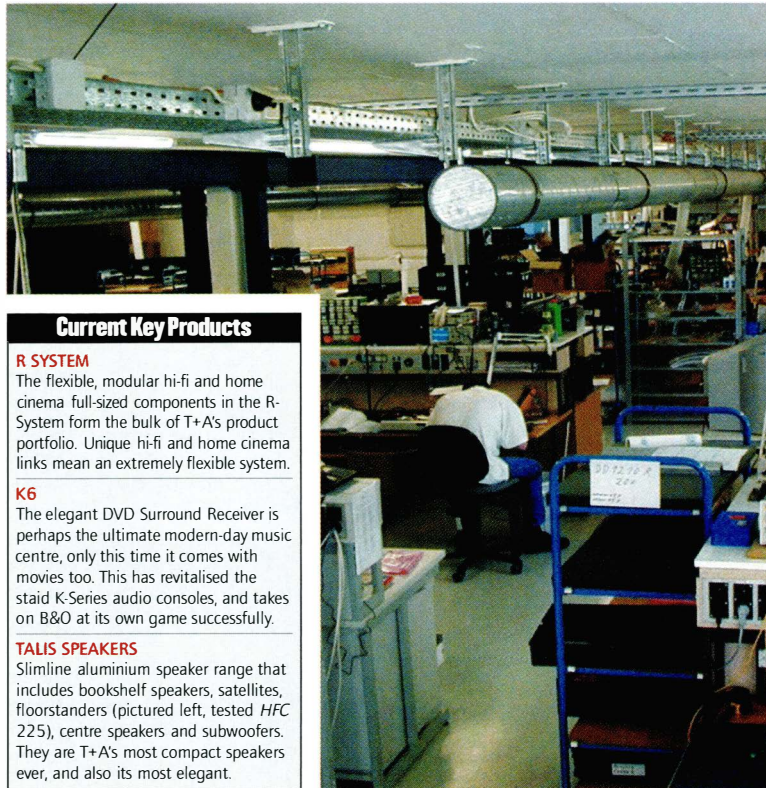 Current Key Products
R SYSTEM
The flexible, modular hi-fi and home
cinema full-sized components in the R-
System form the bulk of T+A's product
portfolio. Unique hi-fi and home cinema
links mean an extremely flexible system.
K6
The elegant DVD Surround Receiver is
perhaps the ultimate modern-day music
centre, only this time it comes with
movies too. This has revitalised the
staid K-Series audio consoles, and takes
on B&O at its own game successfully.
TALIS SPEAKERS
Slimline aluminium speaker range that
includes bookshelf speakers, satellites,
floorstanders (pictured left, tested HFC
225), centre speakers and subwoofers.
They are T+A's most compact speakers
ever, and also its most elegant.